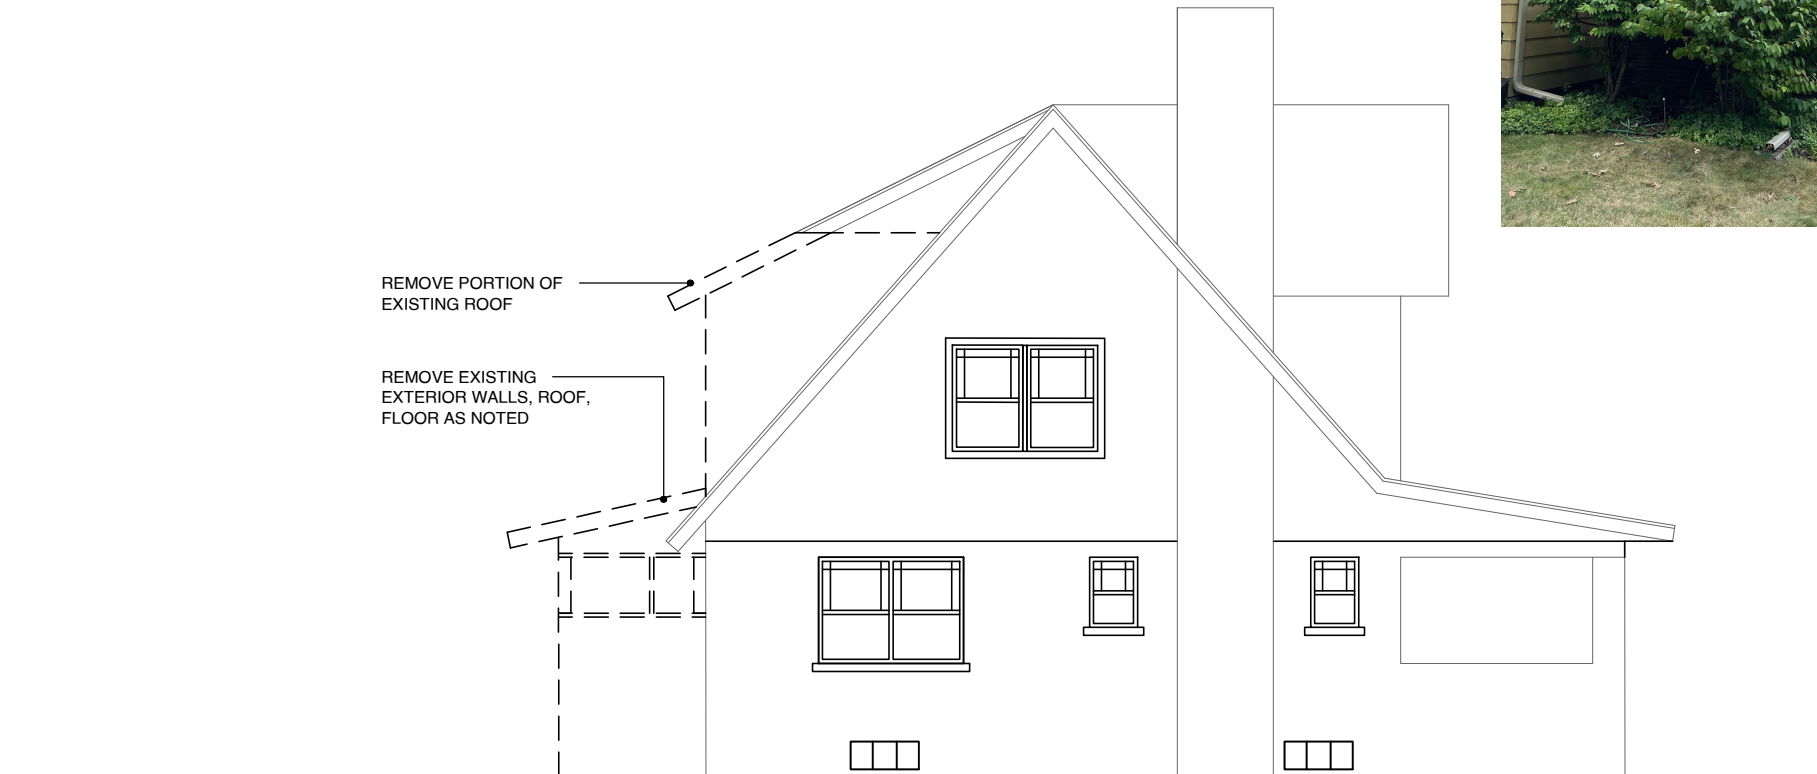 REMOVE PORTION OF
EXISTING ROOF
REMOVE EXISTING
EXTERIOR WALLS, ROOF,
FLOOR AS NOTED